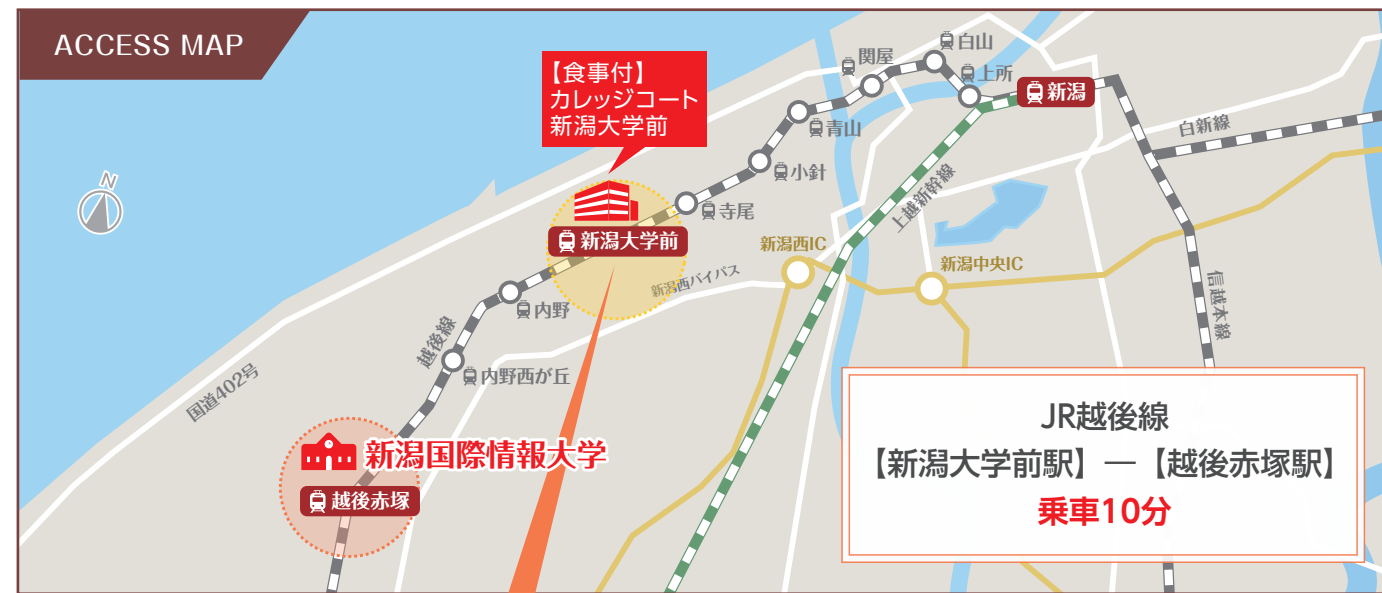 ACCESS MAP
N
【食事付】
カレッジコート
新潟大学前
関屋
白山
上所
新潟
青山
小針
寺尾
新潟大学前
内野
内野西が丘
越後線
国道402号
新潟国際情報大学
越後赤塚
新潟西バイパス
新潟西IC
新潟中央IC
上越新幹線
白新線
信越本線
JR越後線
【新潟大学前駅】―【越後赤塚駅】
乗車10分